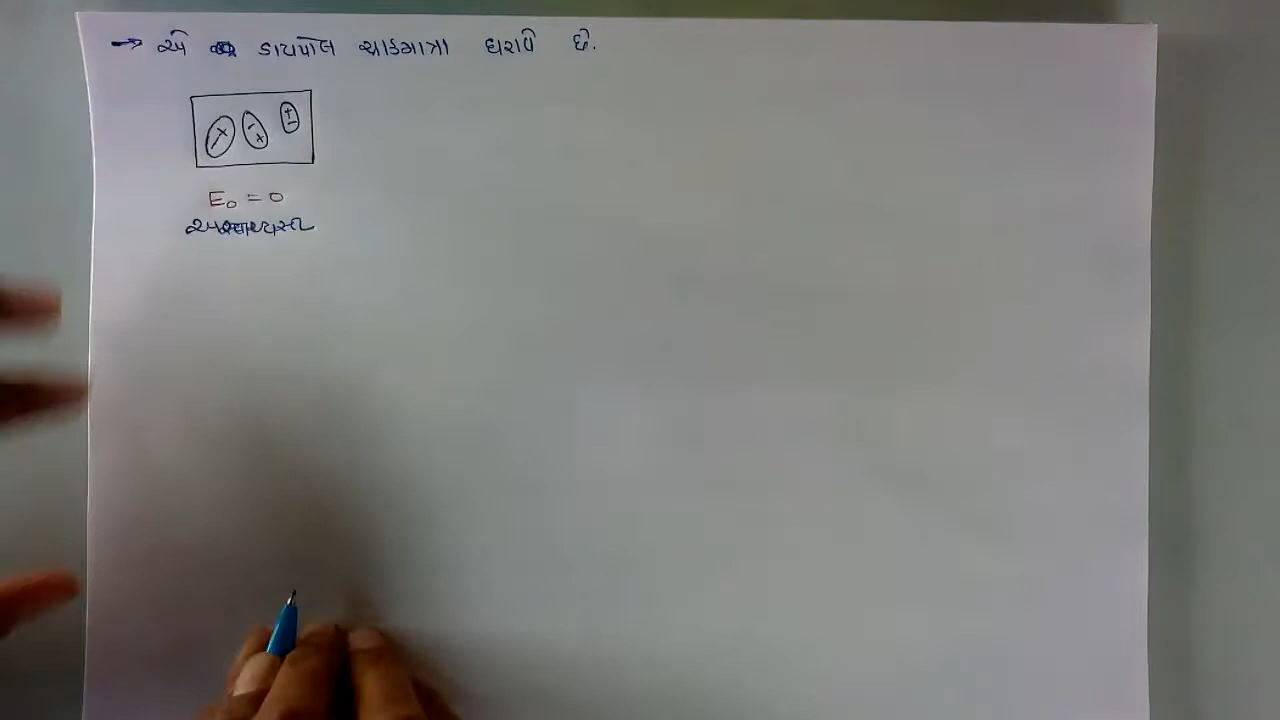 → એ ડાયપોલ ચાકમાત્રા ધરાવે છે.
E₀ = 0